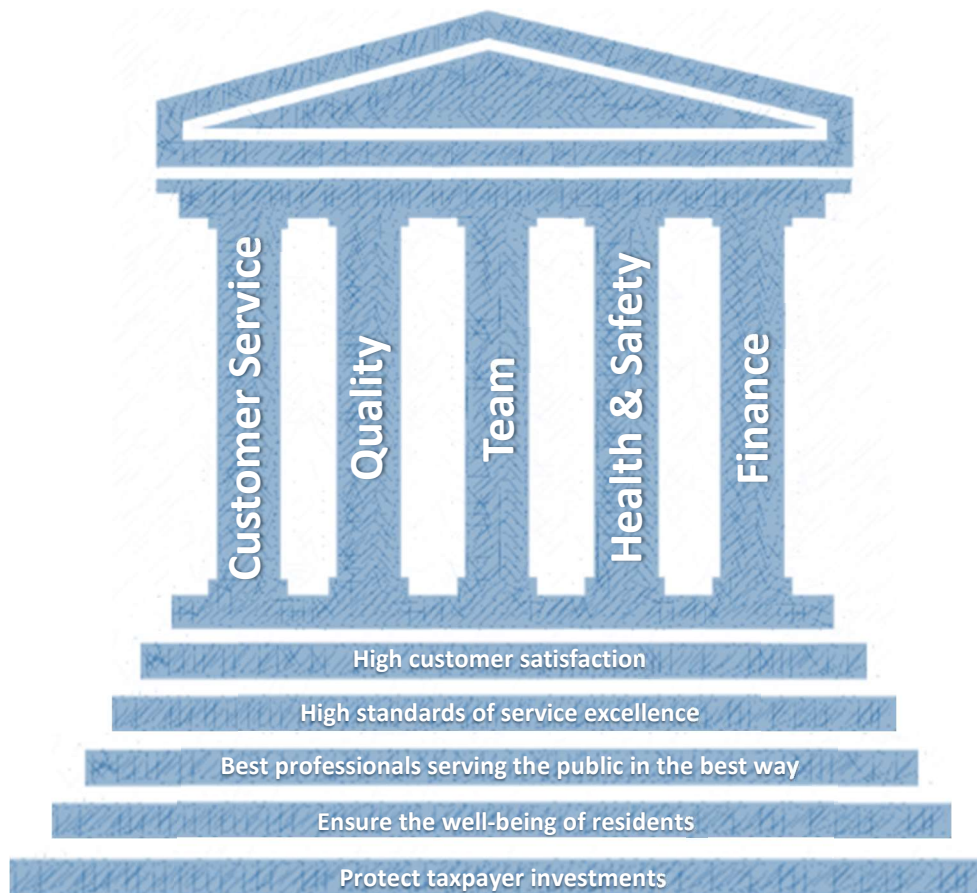 Customer Service
Quality
Team
Health & Safety
Finance
High customer satisfaction
High standards of service excellence
Best professionals serving the public in the best way
Ensure the well-being of residents
Protect taxpayer investments